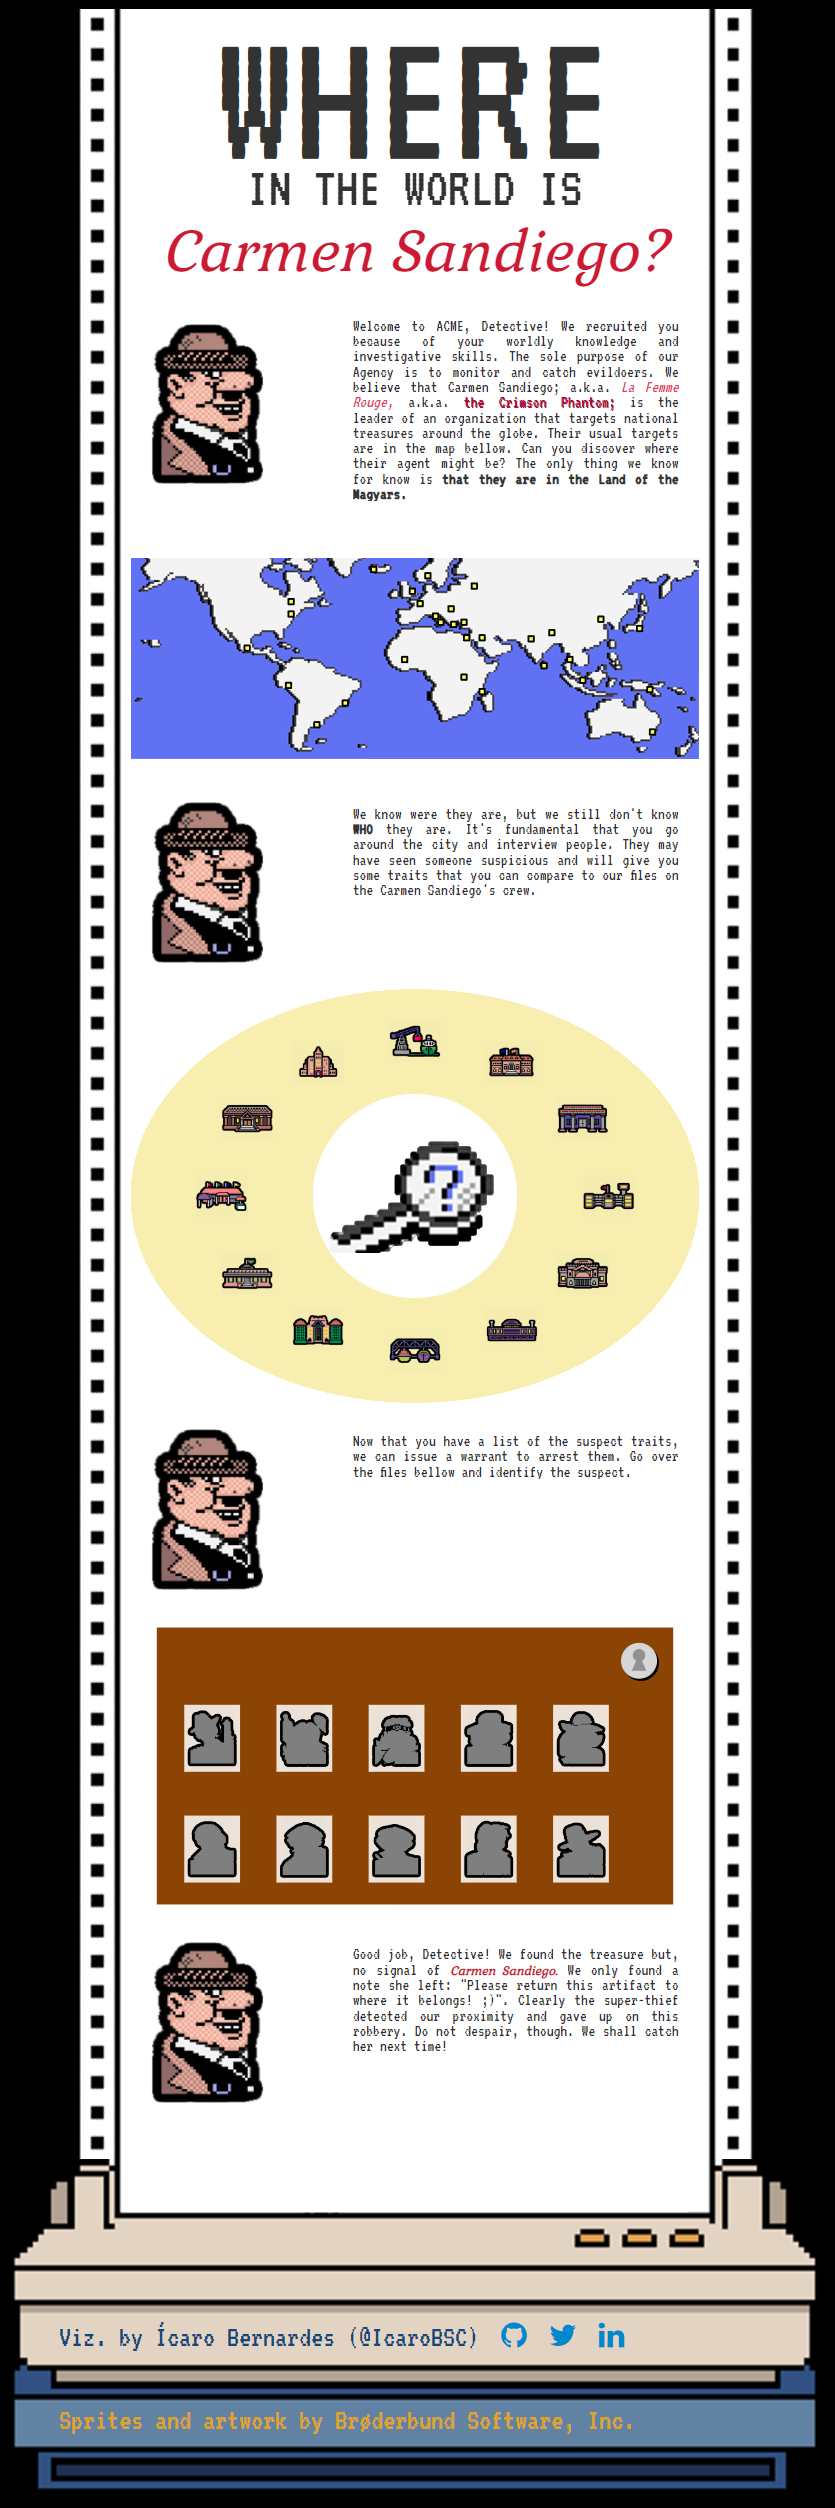 WHERE
IN THE WORLD IS
Carmen Sandiego?
Welcome to ACME, Detective! We recruited you
because of your worldly knowledge and
investigative skills. The sole purpose of our
Agency is to monitor and catch evildoers. We
believe that Carmen Sandiego; a.k.a. La Femme
Rouge, a.k.a. the Crimson Phantom; is the
leader of an organization that targets national
treasures around the globe. Their usual targets
are in the map bellow. Can you discover where
their agent might be? The only thing we know
for know is that they are in the Land of the
Magyars.
We know were they are, but we still don't know
WHO they are. It's fundamental that you go
around the city and interview people. They may
have seen someone suspicious and will give you
some traits that you can compare to our files on
the Carmen Sandiego's crew.
?
Now that you have a list of the suspect traits,
we can issue a warrant to arrest them. Go over
the files bellow and identify the suspect.
Good job, Detective! We found the treasure but,
no signal of Carmen Sandiego. We only found a
note she left: "Please return this artifact to
where it belongs! ;)". Clearly the super-thief
detected our proximity and gave up on this
robbery. Do not despair, though. We shall catch
her next time!
Viz. by Ícaro Bernardes (@IcaroBSC)
Sprites and artwork by Brøderbund Software, Inc.